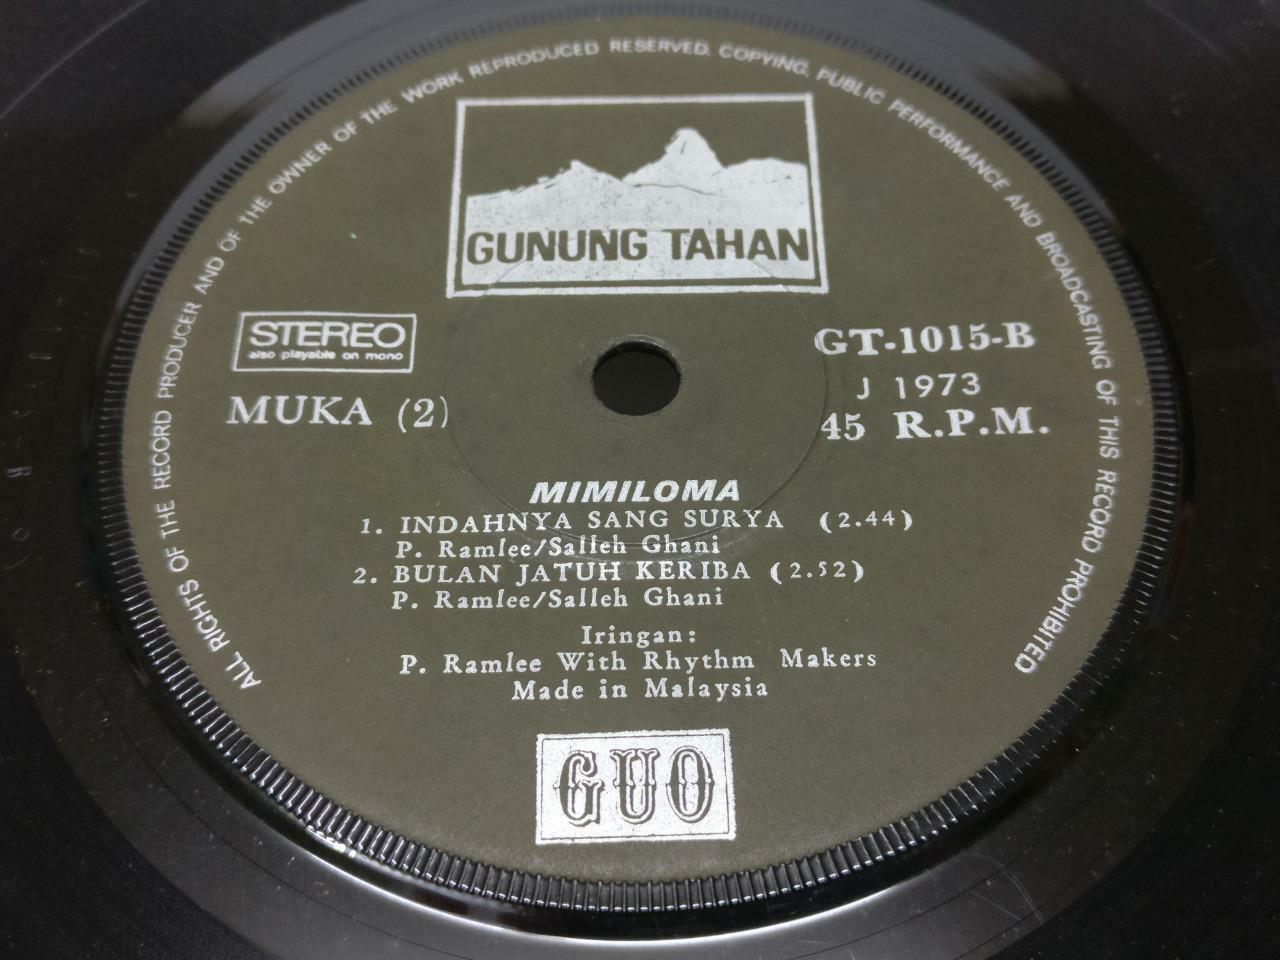 ALL RIGHTS OF THE RECORD PRODUCER AND OF THE OWNER OF THE WORK REPRODUCED RESERVED. COPYING, PUBLIC PERFORMANCE AND BROADCASTING OF THIS RECORD PROHIBITED
GUNUNG TAHAN
STEREO
also playable on mono
MUKA (2)
GT-1015-B
J 1973
45 R.P.M.
MIMILOMA
1. INDAHNYA SANG SURYA (2.44)
P. Ramlee/Salleh Ghani
2. BULAN JATUH KERIBA (2.52)
P. Ramlee/Salleh Ghani
Iringan:
P. Ramlee With Rhythm Makers
Made in Malaysia
GUO